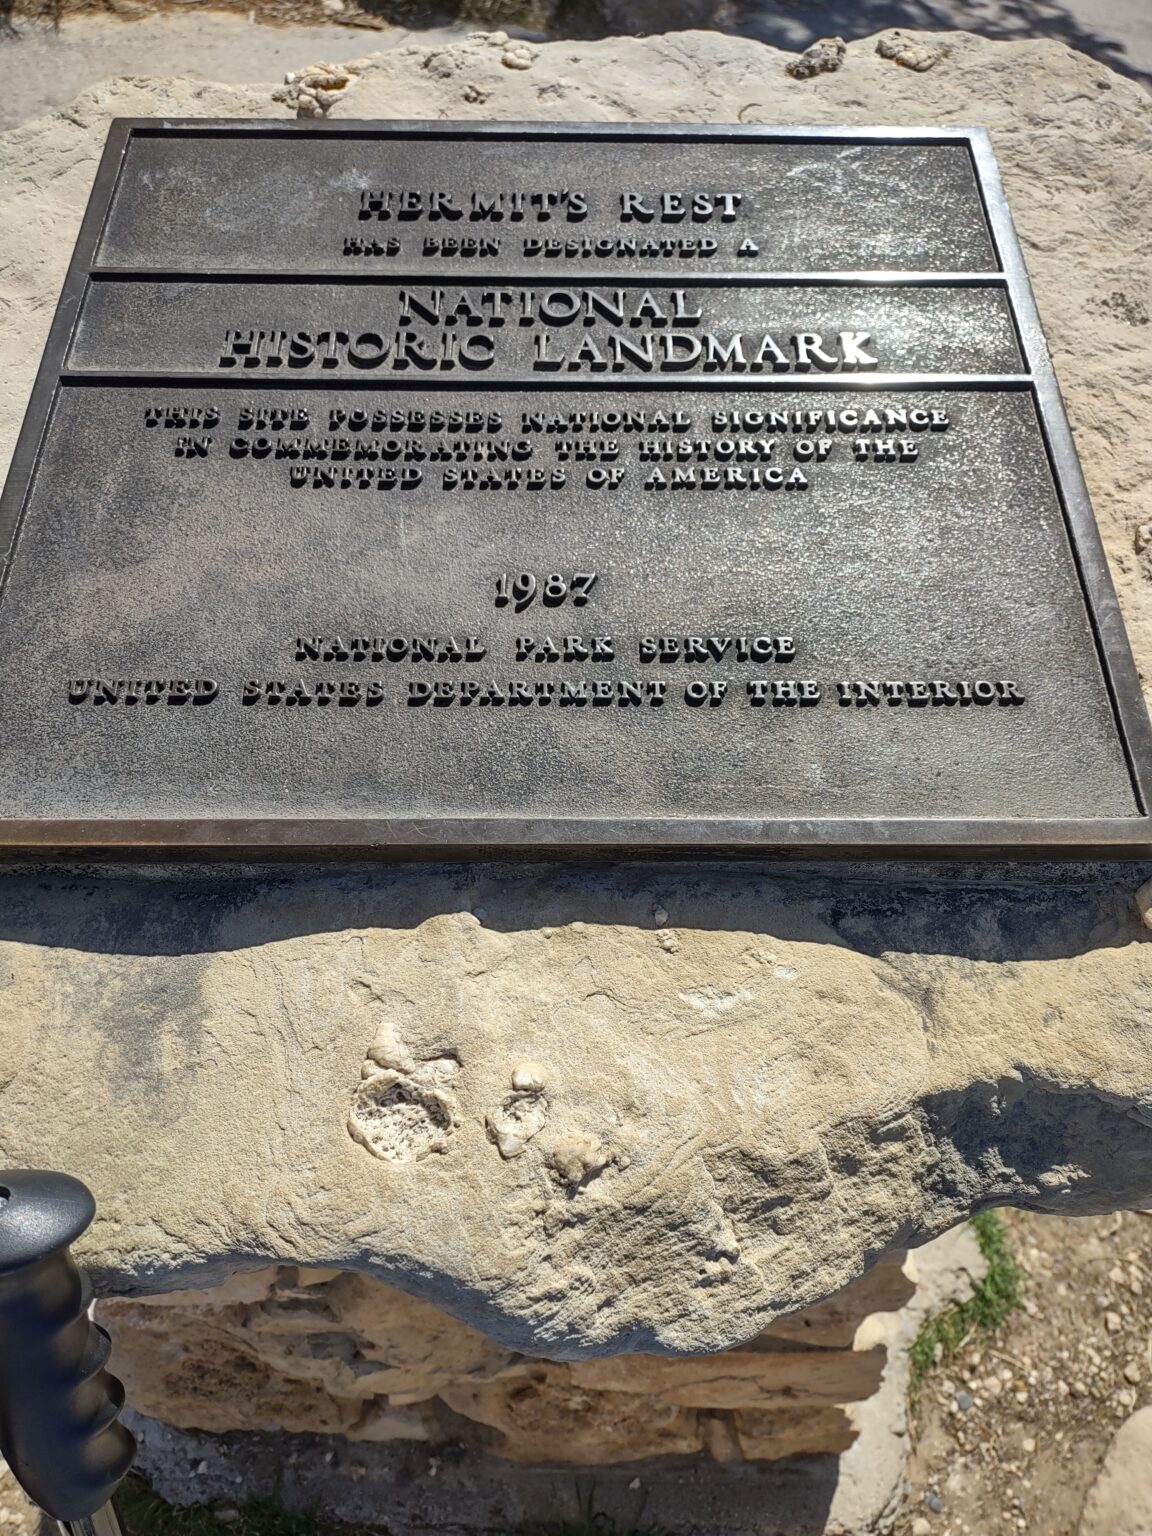 HERMIT'S REST
HAS BEEN DESIGNATED A
NATIONAL
HISTORIC LANDMARK
THIS SITE POSSESSES NATIONAL SIGNIFICANCE
IN COMMEMORATING THE HISTORY OF THE
UNITED STATES OF AMERICA
1987
NATIONAL PARK SERVICE
UNITED STATES DEPARTMENT OF THE INTERIOR